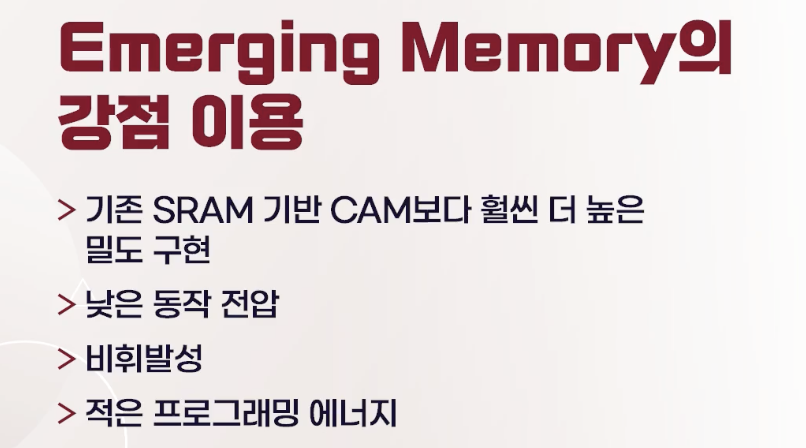 Emerging Memory의
강점 이용
> 기존 SRAM 기반 CAM보다 훨씬 더 높은
밀도 구현
> 낮은 동작 전압
> 비휘발성
> 적은 프로그래밍 에너지